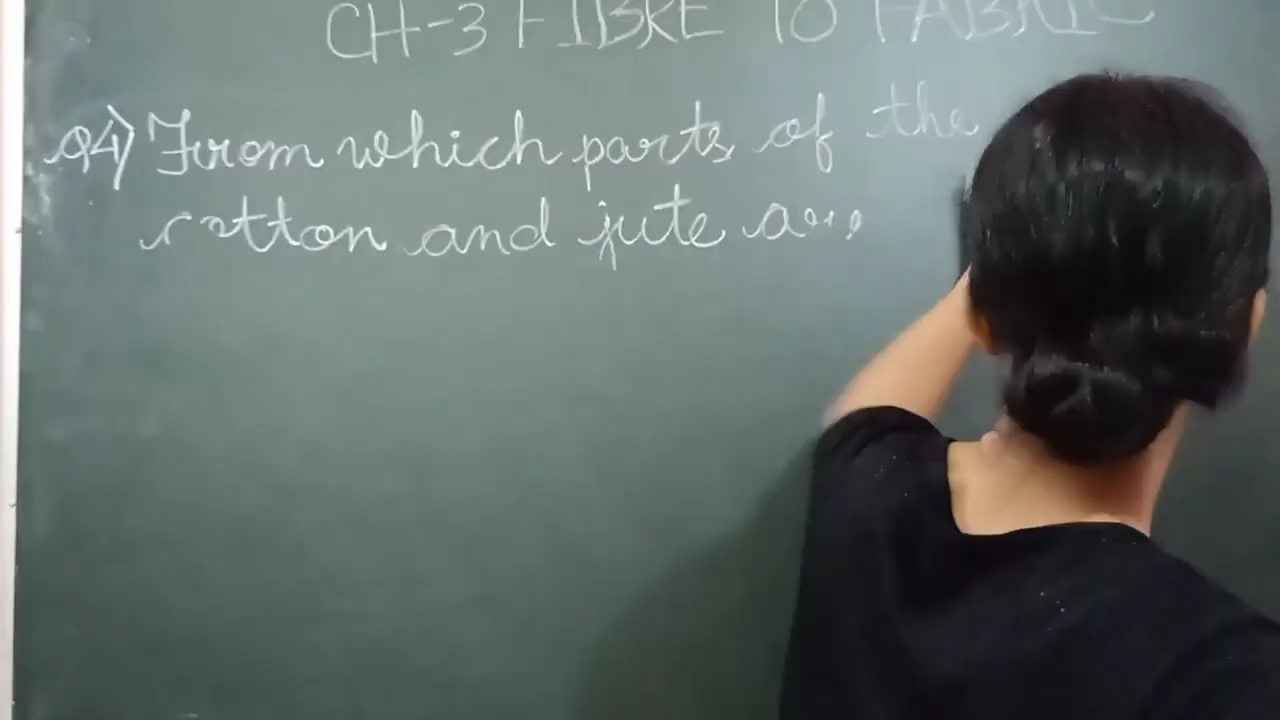 CH-3 FIBRE TO FABRIC
Q4) From which parts of the
cotton and jute are